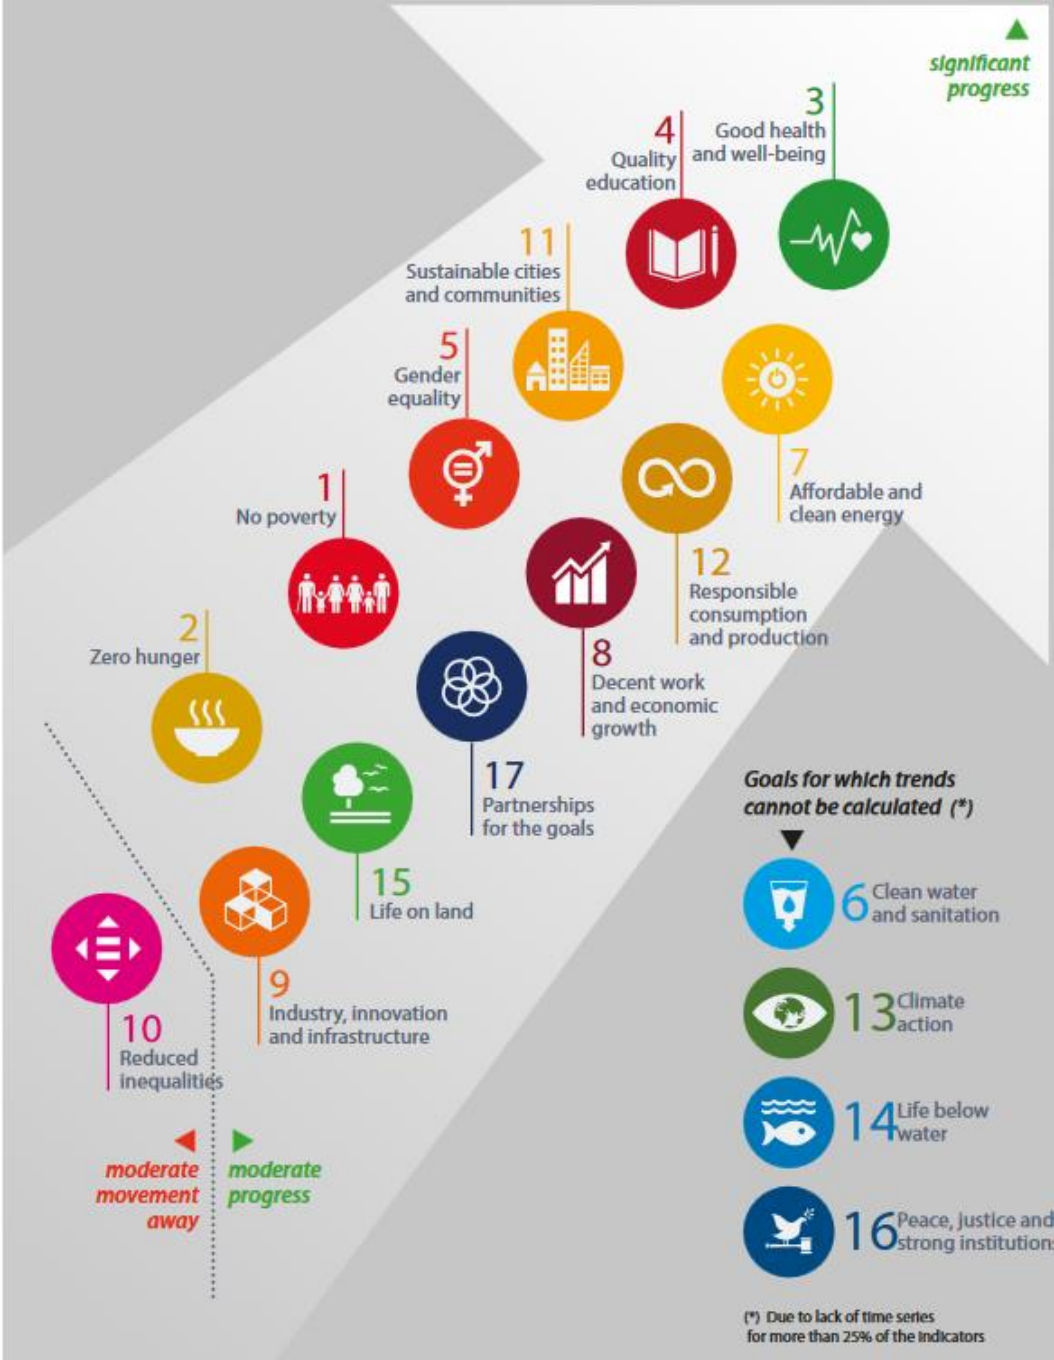 significant
progress
3
Good health
and well-being
4
Quality
education
11
Sustainable cities
and communities
5
Gender
equality
7
Affordable and
clean energy
1
No poverty
12
Responsible
consumption
and production
2
Zero hunger
8
Decent work
and economic
growth
17
Partnerships
for the goals
15
Life on land
9
Industry, innovation
and infrastructure
10
Reduced
inequalities
moderate
movement
away
moderate
progress
Goals for which trends
cannot be calculated (*)
6 Clean water
and sanitation
13 Climate
action
14 Life below
water
16 Peace, justice and
strong institutions
(*) Due to lack of time series
for more than 25% of the indicators